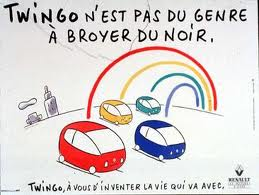 TWINGO N'EST PAS DU GENRE
À BROYER DU NOIR.
TWINGO, À VOUS D'INVENTER LA VIE QUI VA AVEC.
RENAULT